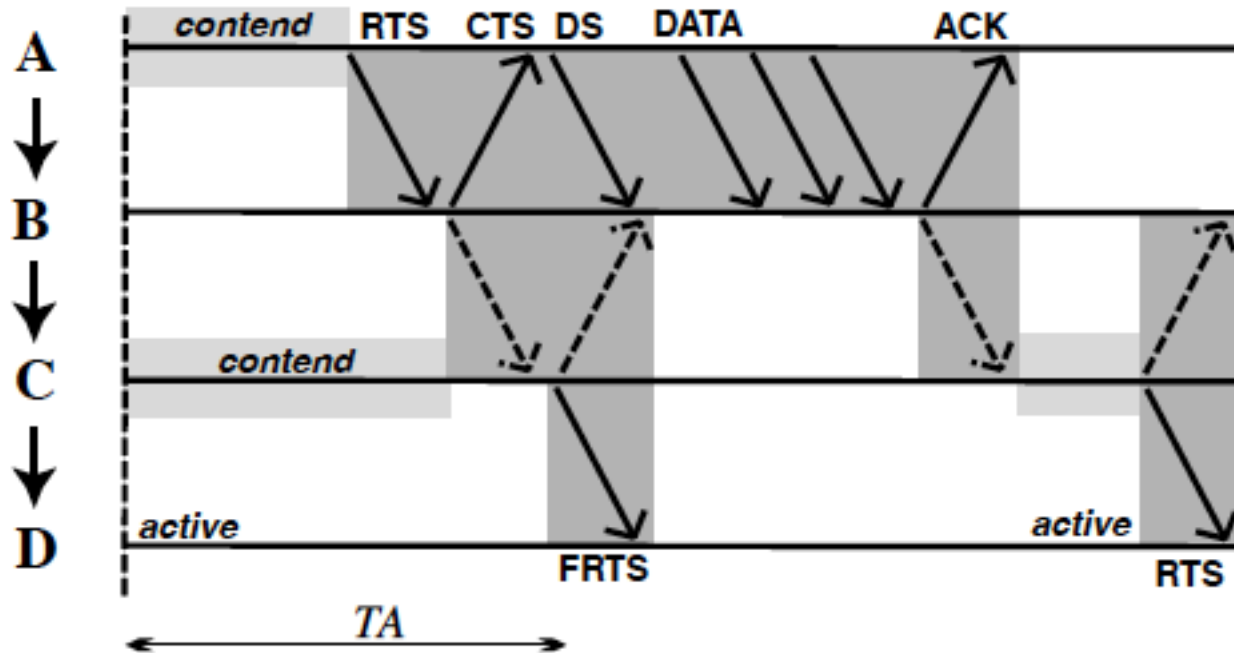 contend RTS CTS DS DATA ACK
A
B
C contend
active active
D
FRTS RTS
TA